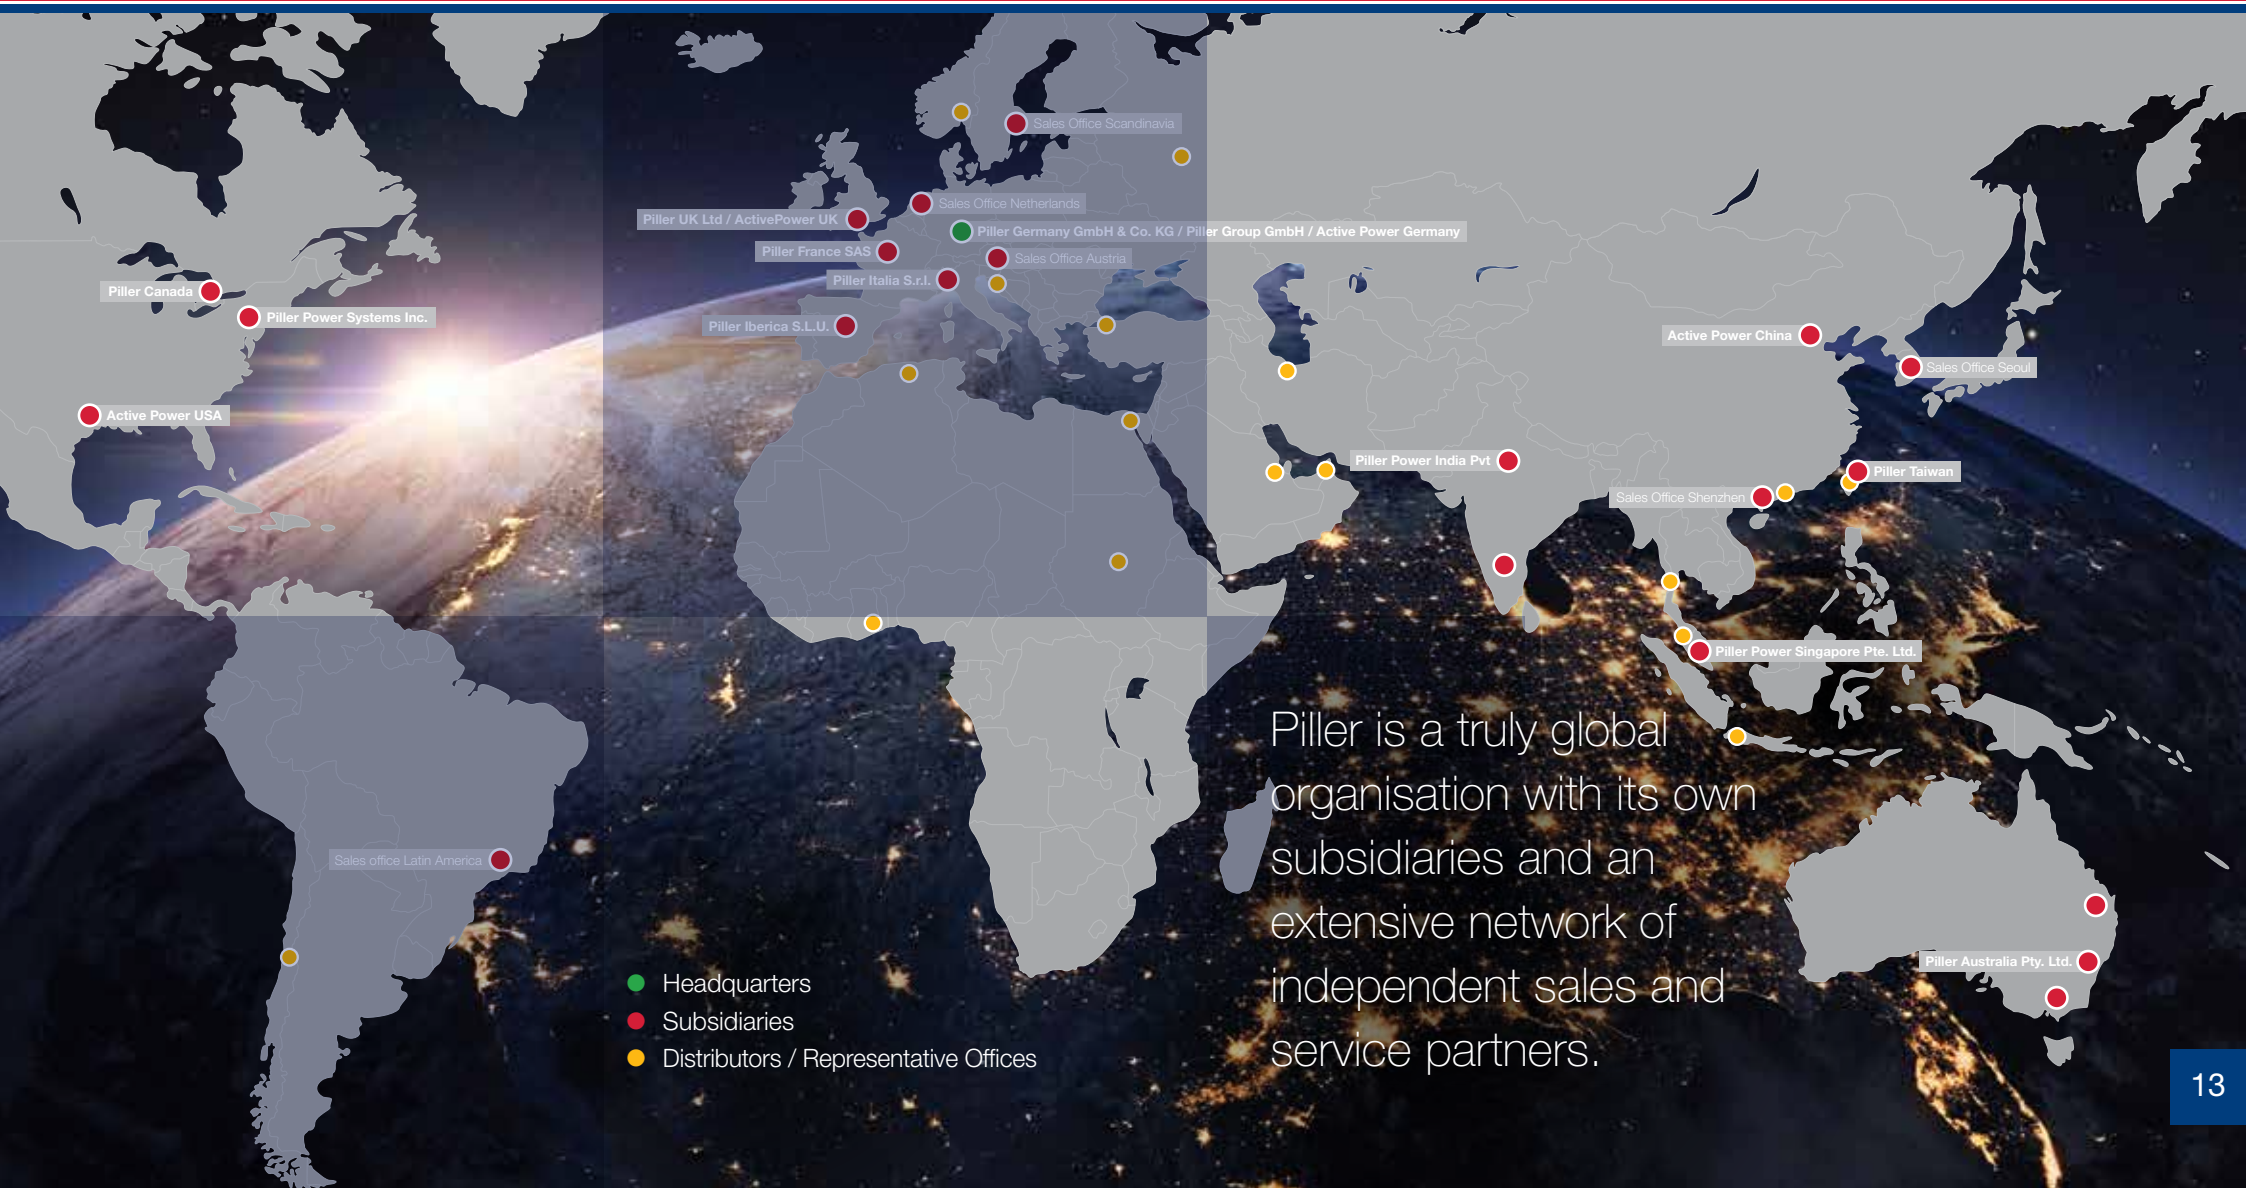 Sales Office Scandinavia
Sales Office Netherlands
Piller UK Ltd / ActivePower UK
Piller Germany GmbH & Co. KG / Piller Group GmbH / Active Power Germany
Piller France SAS
Sales Office Austria
Piller Italia S.r.l.
Piller Canada
Piller Power Systems Inc.
Piller Iberica S.L.U.
Active Power China
Sales Office Seoul
Active Power USA
Piller Power India Pvt
Piller Taiwan
Sales Office Shenzhen
Piller Power Singapore Pte. Ltd.
Piller is a truly global
organisation with its own
subsidiaries and an
extensive network of
independent sales and
service partners.
Sales office Latin America
Piller Australia Pty. Ltd.
Headquarters
Subsidiaries
Distributors / Representative Offices
13